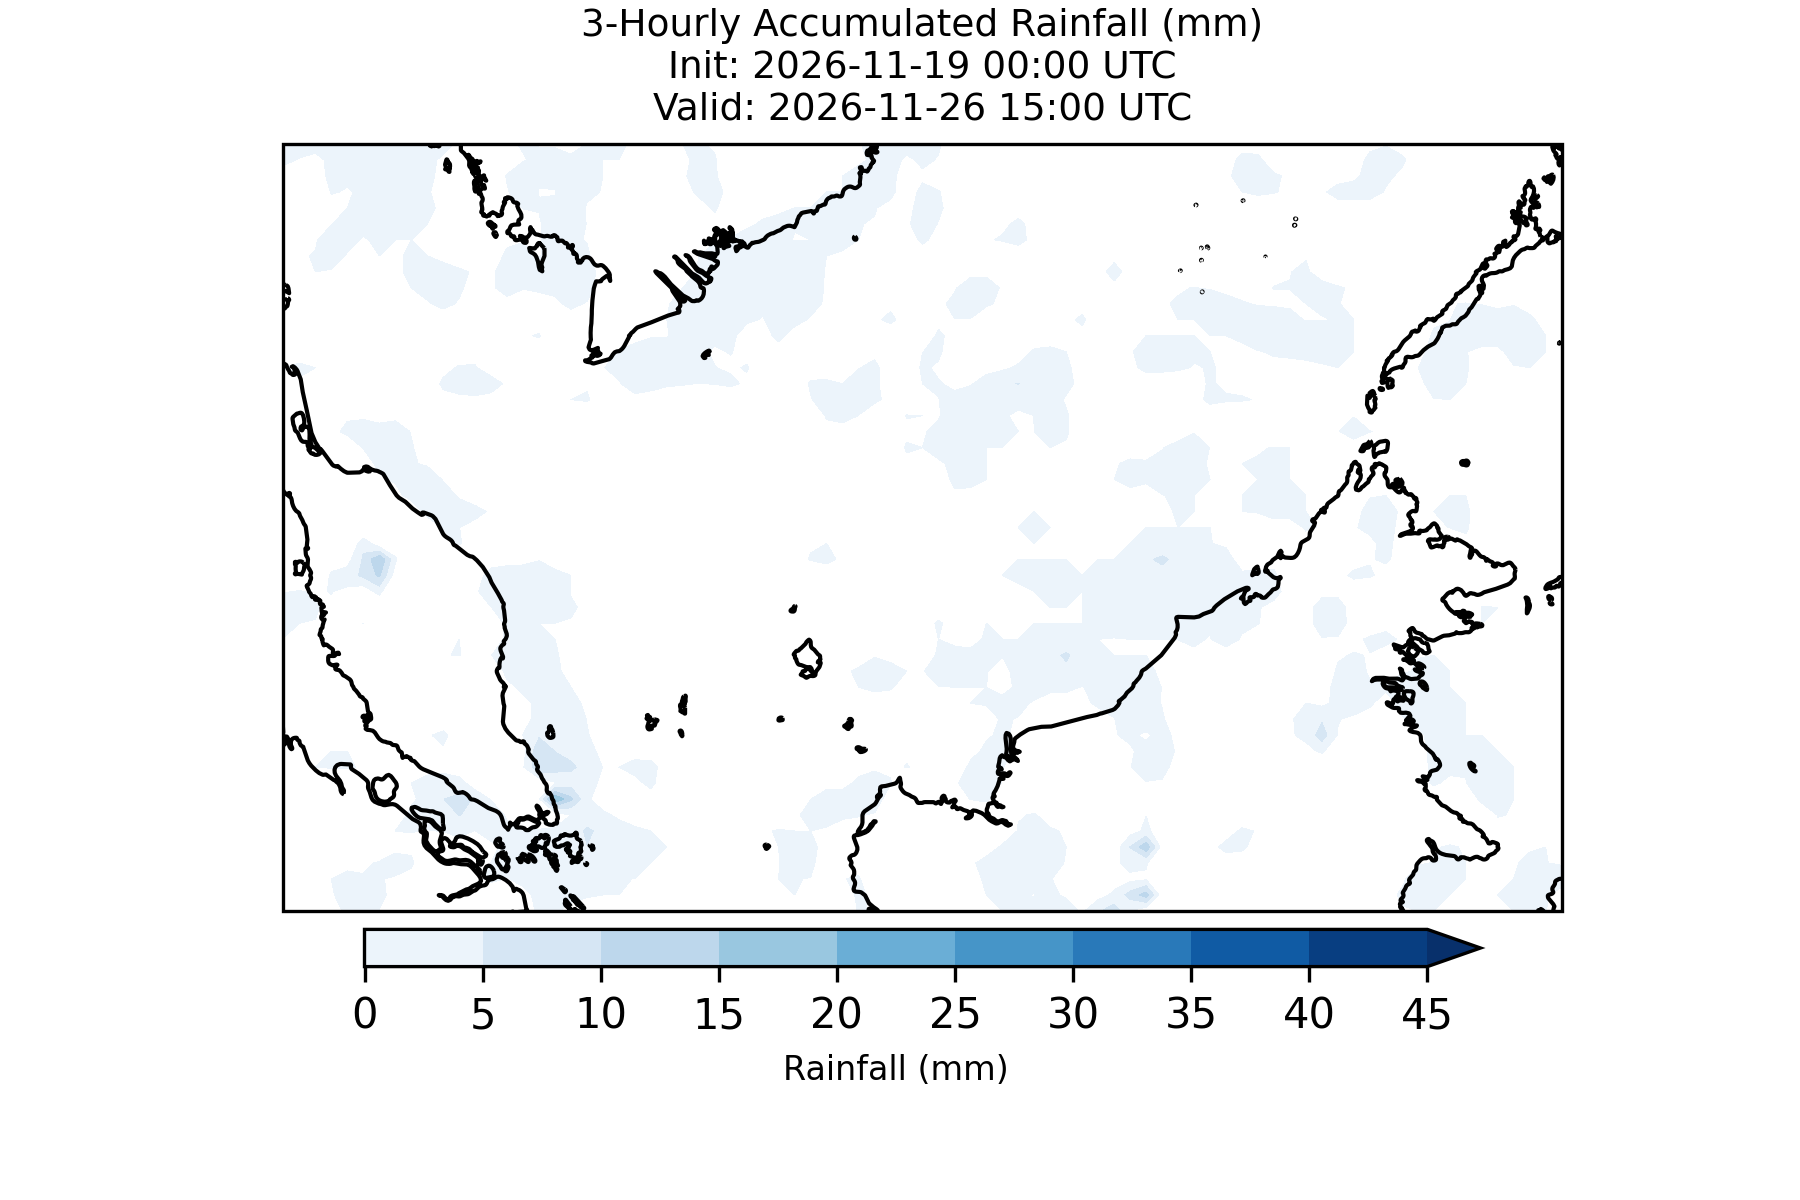 3-Hourly Accumulated Rainfall (mm)
Init: 2026-11-19 00:00 UTC
Valid: 2026-11-26 15:00 UTC
0 5 10 15 20 25 30 35 40 45
Rainfall (mm)